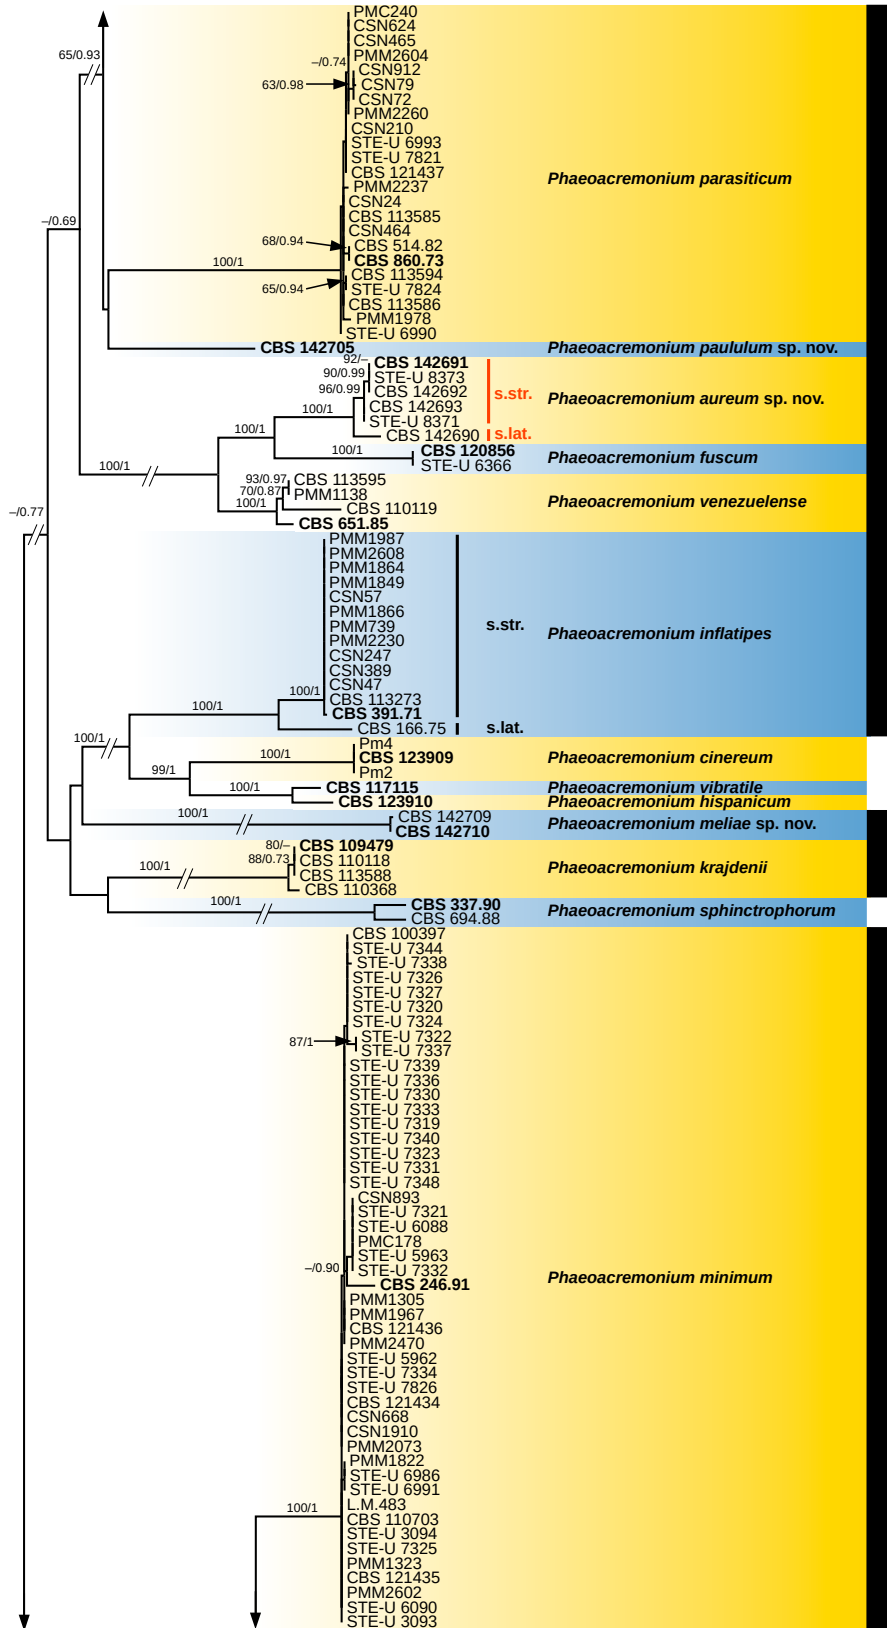 PMC240
CSN624
CSN465
65/0.93
PMM2604
–/0.74
CSN912
63/0.98
CSN79
CSN72
PMM2260
CSN210
STE-U 6993
STE-U 7821
CBS 121437
Phaeoacremonium parasiticum
PMM2237
CSN24
CBS 113585
–/0.69
CSN464
68/0.94
CBS 514.82
100/1
CBS 860.73
CBS 113594
65/0.94
STE-U 7824
CBS 113586
PMM1978
STE-U 6990
CBS 142705
Phaeoacremonium paululum sp. nov.
92/–
CBS 142691
90/0.99
STE-U 8373
96/0.99
CBS 142692
s.str.
Phaeoacremonium aureum sp. nov.
100/1
CBS 142693
STE-U 8371
100/1
CBS 142690
s.lat.
100/1
CBS 120856
Phaeoacremonium fuscum
100/1
STE-U 6366
93/0.97
CBS 113595
70/0.87
PMM1138
100/1
Phaeoacremonium venezuelense
CBS 110119
–/0.77
CBS 651.85
PMM1987
PMM2608
PMM1864
PMM1849
CSN57
PMM1866
PMM739
s.str.
Phaeoacremonium inflatipes
PMM2230
CSN247
CSN389
CSN47
100/1
CBS 113273
100/1
CBS 391.71
CBS 166.75
s.lat.
100/1
Pm4
100/1
CBS 123909
Phaeoacremonium cinereum
99/1
Pm2
100/1
CBS 117115
Phaeoacremonium vibratile
CBS 123910
Phaeoacremonium hispanicum
100/1
CBS 142709
Phaeoacremonium meliae sp. nov.
CBS 142710
80/–
CBS 109479
88/0.73
CBS 110118
100/1
CBS 113588
Phaeoacremonium krajdenii
CBS 110368
100/1
CBS 337.90
Phaeoacremonium sphinctrophorum
CBS 694.88
CBS 100397
STE-U 7344
STE-U 7338
STE-U 7326
STE-U 7327
STE-U 7320
STE-U 7324
87/1
STE-U 7322
STE-U 7337
STE-U 7339
STE-U 7336
STE-U 7330
STE-U 7333
STE-U 7319
STE-U 7340
STE-U 7323
STE-U 7331
STE-U 7348
CSN893
STE-U 7321
STE-U 6088
PMC178
STE-U 5963
–/0.90
STE-U 7332
Phaeoacremonium minimum
CBS 246.91
PMM1305
PMM1967
CBS 121436
PMM2470
STE-U 5962
STE-U 7334
STE-U 7826
CBS 121434
CSN668
CSN1910
PMM2073
PMM1822
STE-U 6986
STE-U 6991
100/1
L.M.483
CBS 110703
STE-U 3094
STE-U 7325
PMM1323
CBS 121435
PMM2602
STE-U 6090
STE-U 3093